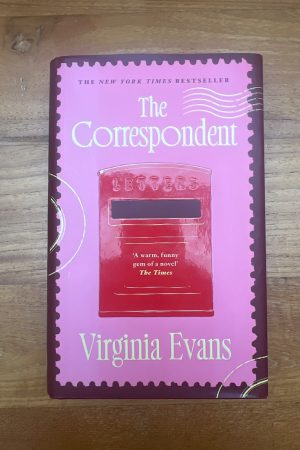 THE NEW YORK TIMES BESTSELLER
The
Correspondent
LETTERS
'A warm, funny
gem of a novel'
The Times
Virginia Evans